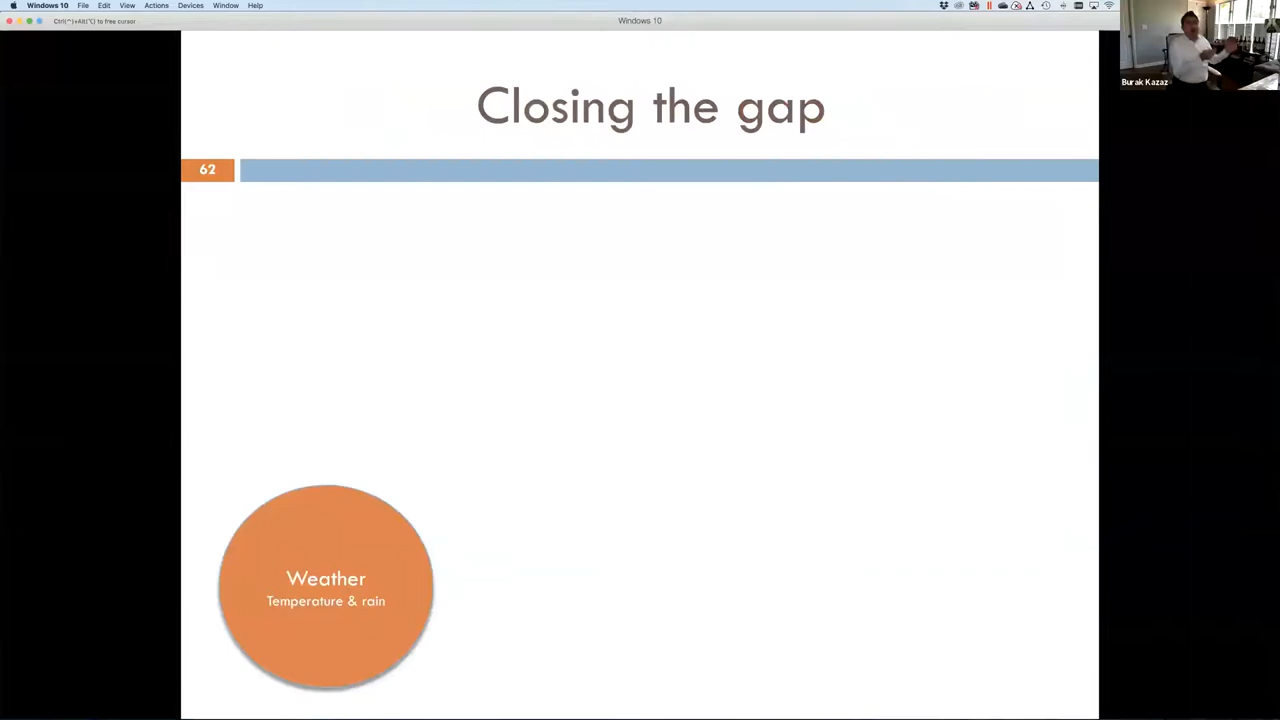 Windows 10 File Edit View Actions Devices Window Help
Ctrl(^)+Alt(⌥) to free cursor
Windows 10
Burak Kazaz
Closing the gap
62
Weather
Temperature & rain